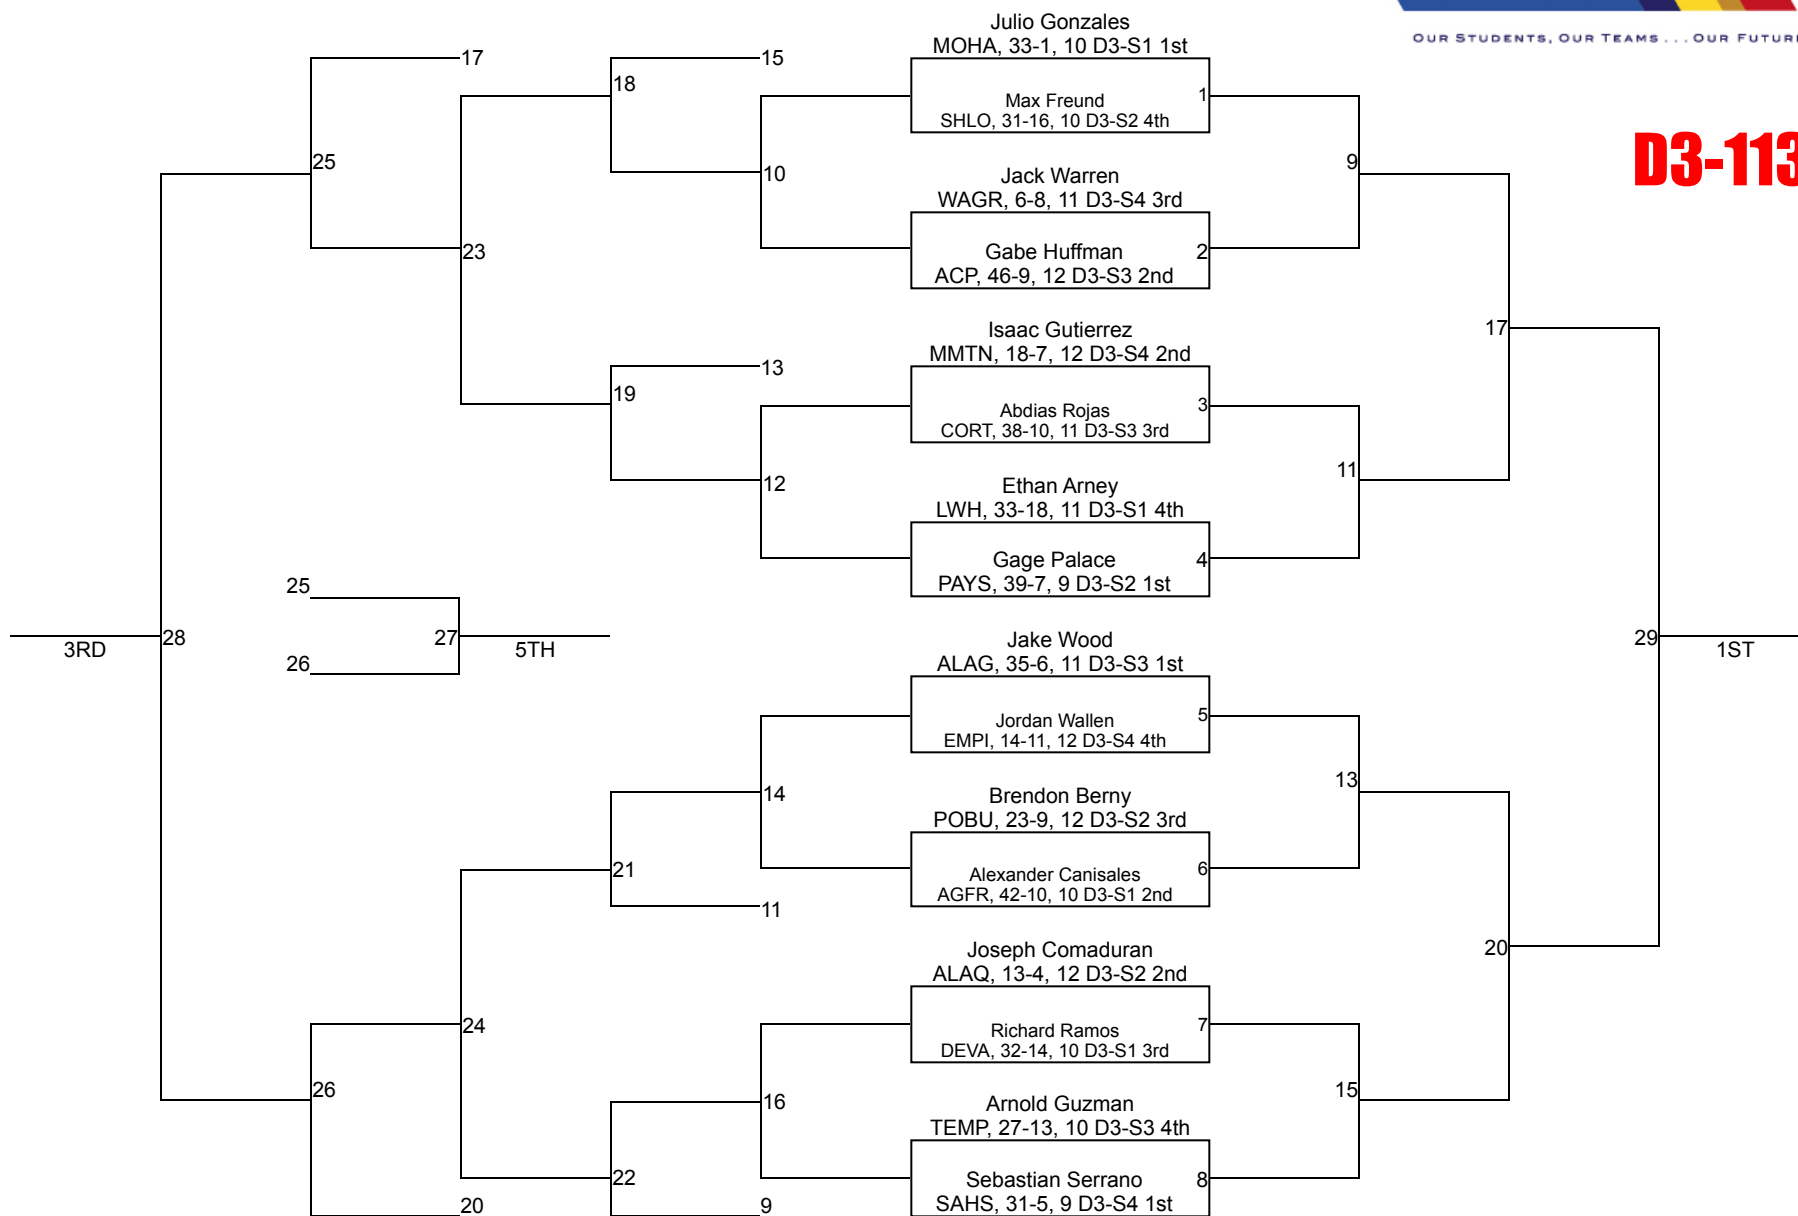 OUR STUDENTS, OUR TEAMS...OUR FUTURE
D3-113
Julio Gonzales
MOHA, 33-1, 10 D3-S1 1st
Max Freund
SHLO, 31-16, 10 D3-S2 4th
1
Jack Warren
WAGR, 6-8, 11 D3-S4 3rd
Gabe Huffman
ACP, 46-9, 12 D3-S3 2nd
2
Isaac Gutierrez
MMTN, 18-7, 12 D3-S4 2nd
Abdias Rojas
CORT, 38-10, 11 D3-S3 3rd
3
Ethan Arney
LWH, 33-18, 11 D3-S1 4th
Gage Palace
PAYS, 39-7, 9 D3-S2 1st
4
Jake Wood
ALAG, 35-6, 11 D3-S3 1st
Jordan Wallen
EMPI, 14-11, 12 D3-S4 4th
5
Brendon Berny
POBU, 23-9, 12 D3-S2 3rd
Alexander Canisales
AGFR, 42-10, 10 D3-S1 2nd
6
Joseph Comaduran
ALAQ, 13-4, 12 D3-S2 2nd
Richard Ramos
DEVA, 32-14, 10 D3-S1 3rd
7
Arnold Guzman
TEMP, 27-13, 10 D3-S3 4th
Sebastian Serrano
SAHS, 31-5, 9 D3-S4 1st
8
9
11
13
15
17
20
29
1ST
15
10
13
12
14
11
16
9
18
19
21
22
17
23
24
20
25
26
25
26
27
5TH
28
3RD